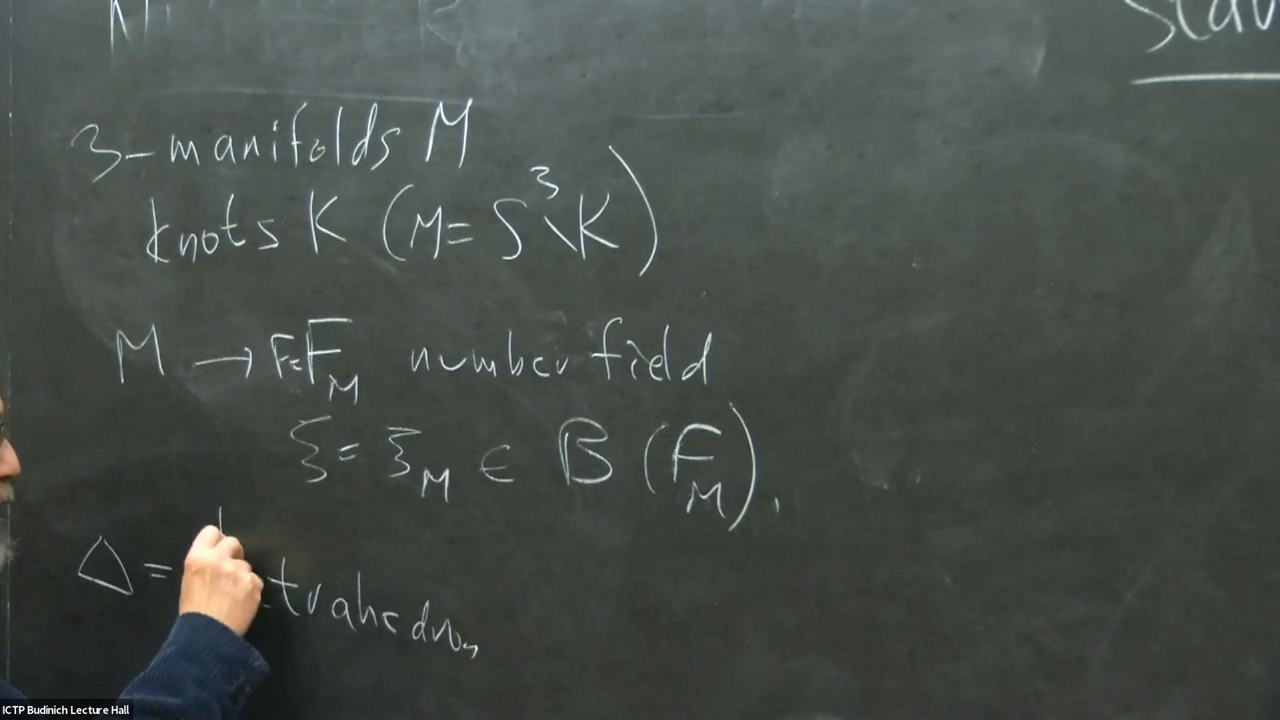 3-manifolds M
knots K (M = S³∖K)
M → F = F_M number field
ξ = ξ_M ∈ B(F_M),
Δ = tetrahedron
ICTP Budinich Lecture Hall